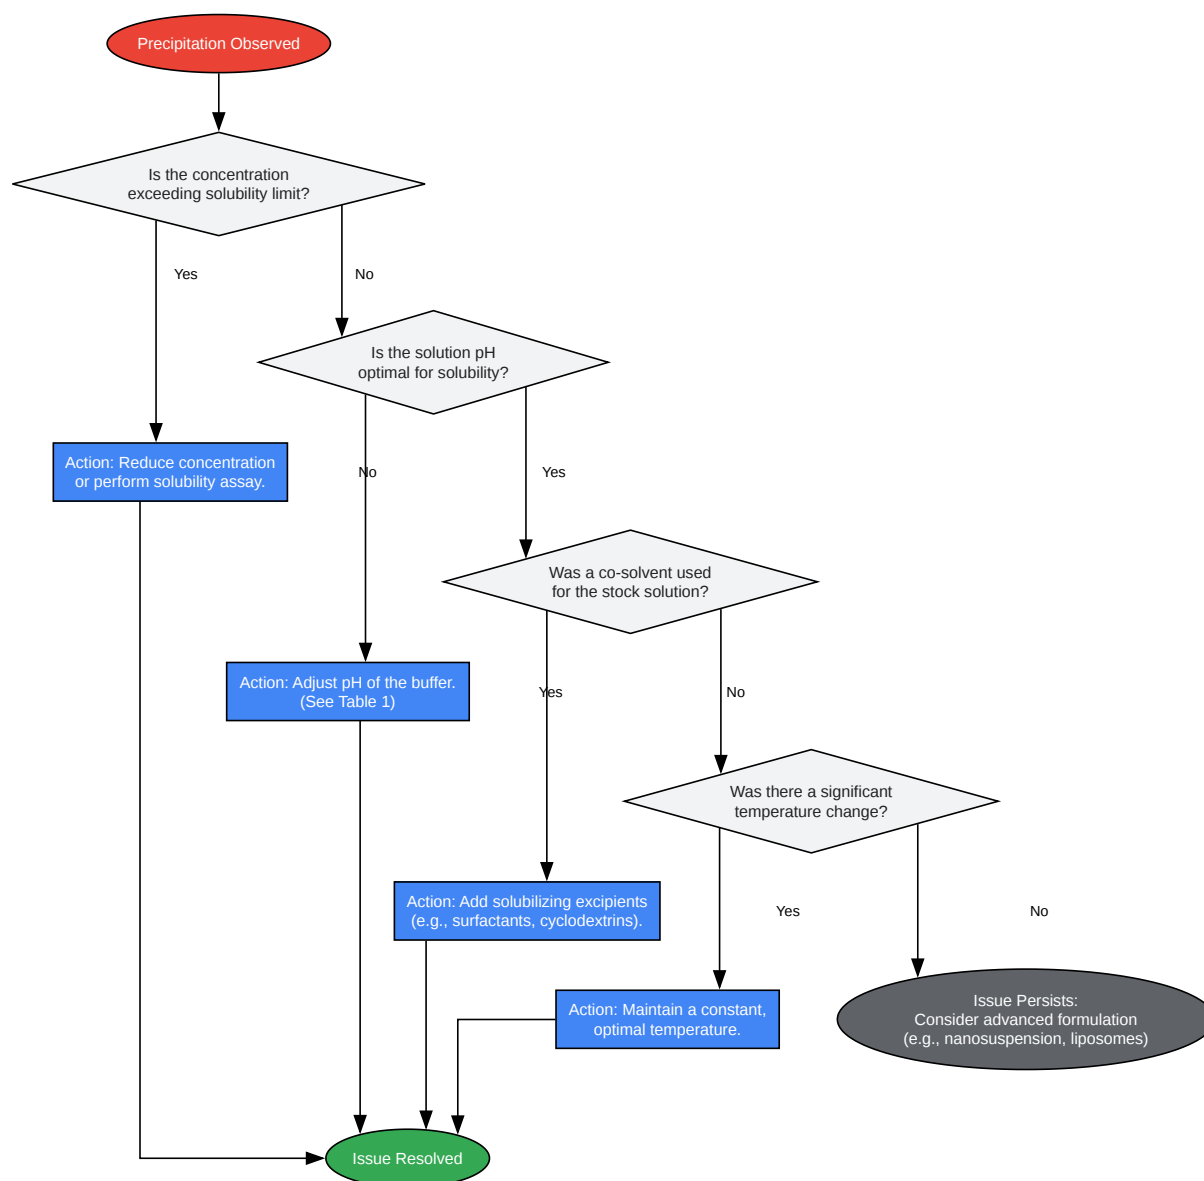 Precipitation Observed
Is the concentration
exceeding solubility limit?
Yes
No
Is the solution pH
optimal for solubility?
Action: Reduce concentration
or perform solubility assay.
No
Yes
Was a co-solvent used
for the stock solution?
Action: Adjust pH of the buffer.
(See Table 1)
Yes
No
Was there a significant
temperature change?
Action: Add solubilizing excipients
(e.g., surfactants, cyclodextrins).
Yes
No
Action: Maintain a constant,
optimal temperature.
Issue Persists:
Consider advanced formulation
(e.g., nanosuspension, liposomes)
Issue Resolved